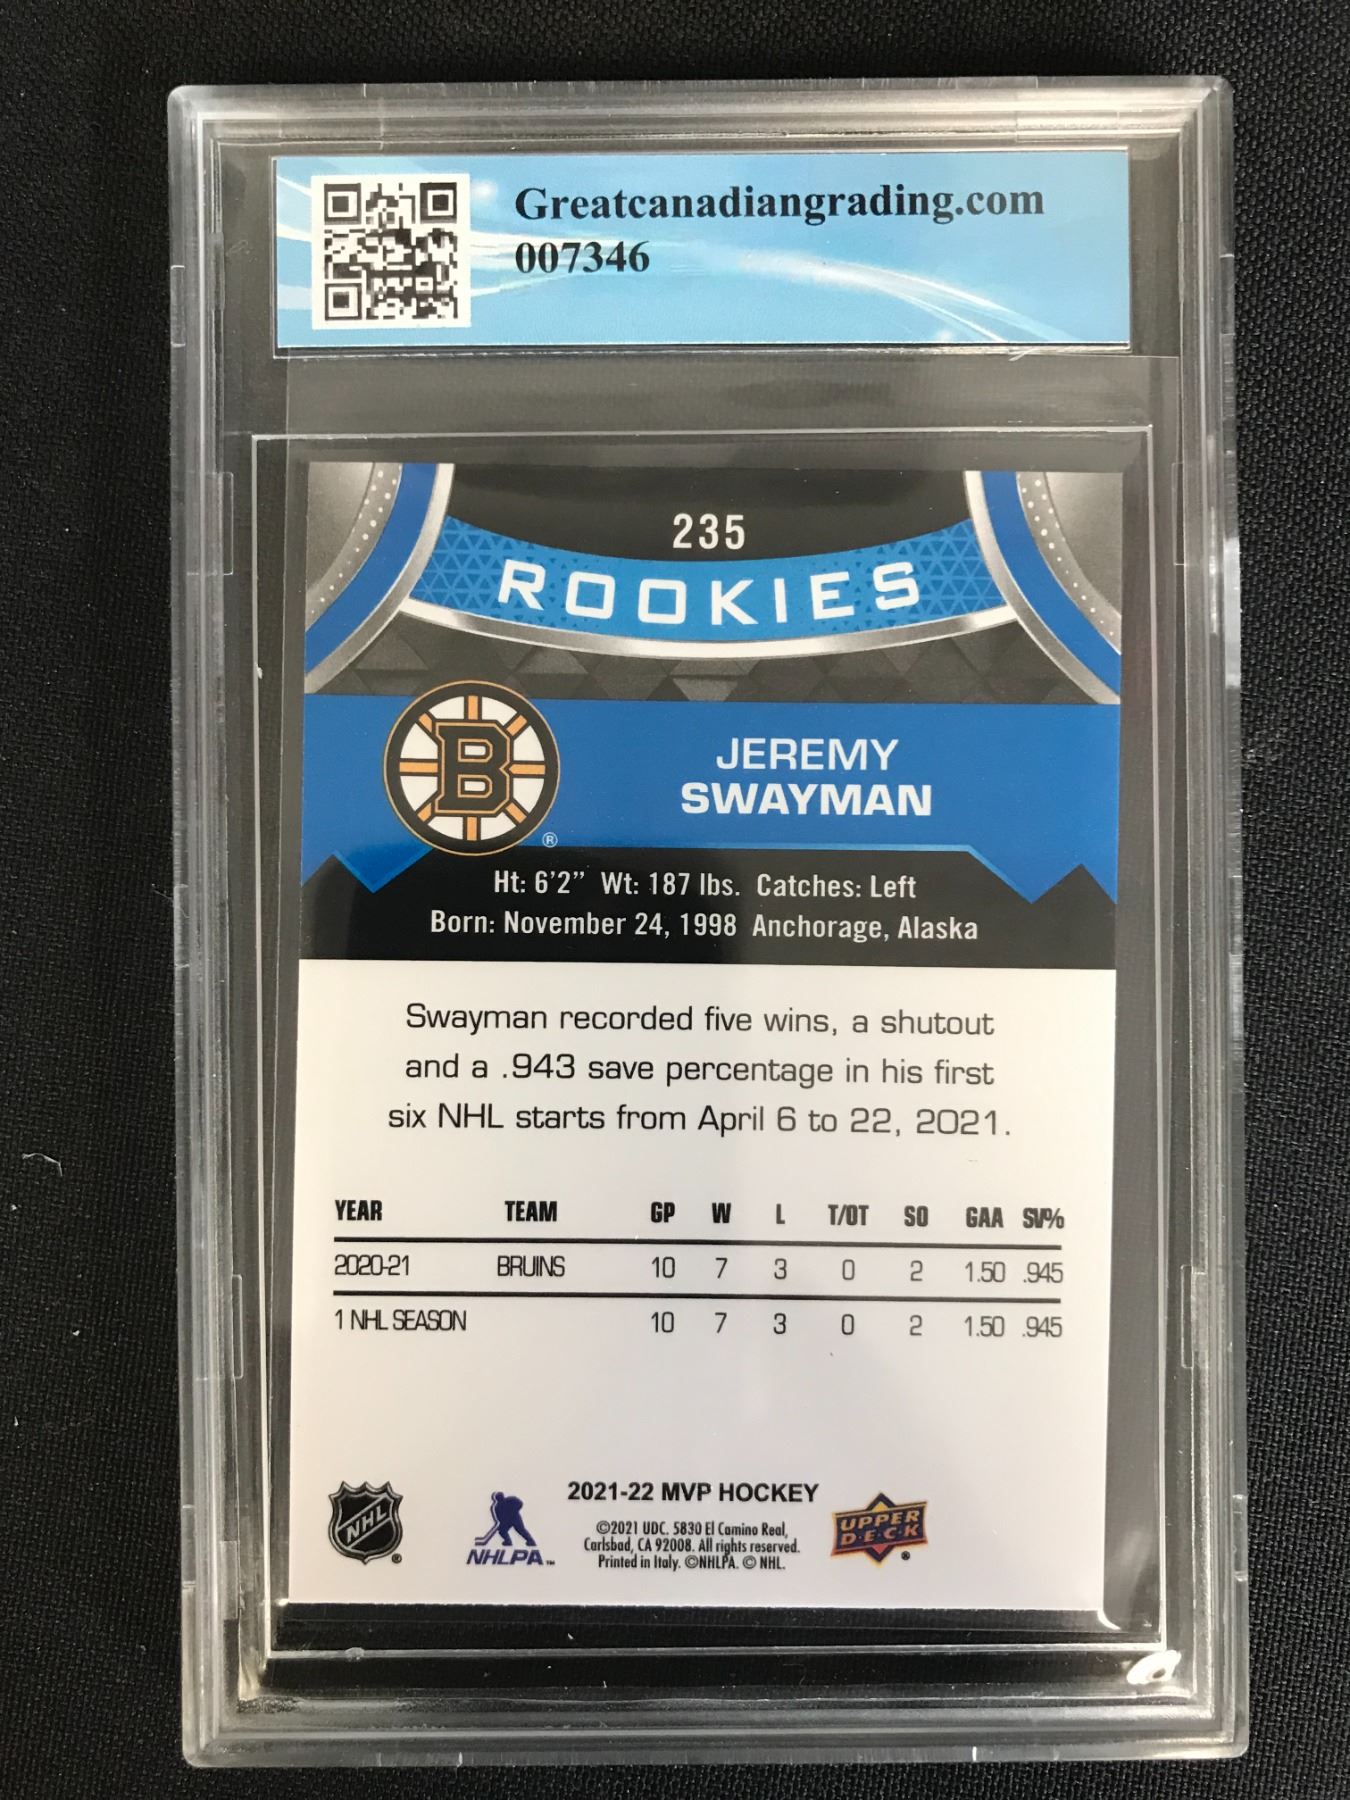 Greatcanadiangrading.com
007346
235
ROOKIES
B
®
JEREMY
SWAYMAN
Ht: 6'2" Wt: 187 lbs. Catches: Left
Born: November 24, 1998 Anchorage, Alaska
Swayman recorded five wins, a shutout
and a .943 save percentage in his first
six NHL starts from April 6 to 22, 2021.
YEAR TEAM GP W L T/OT SO GAA SV%
2020-21 BRUINS 10 7 3 0 2 1.50 .945
1 NHL SEASON 10 7 3 0 2 1.50 .945
NHL ®
NHLPA™
2021-22 MVP HOCKEY
©2021 UDC. 5830 El Camino Real,
Carlsbad, CA 92008. All rights reserved.
Printed in Italy. ©NHLPA. © NHL.
UPPER
DECK ®